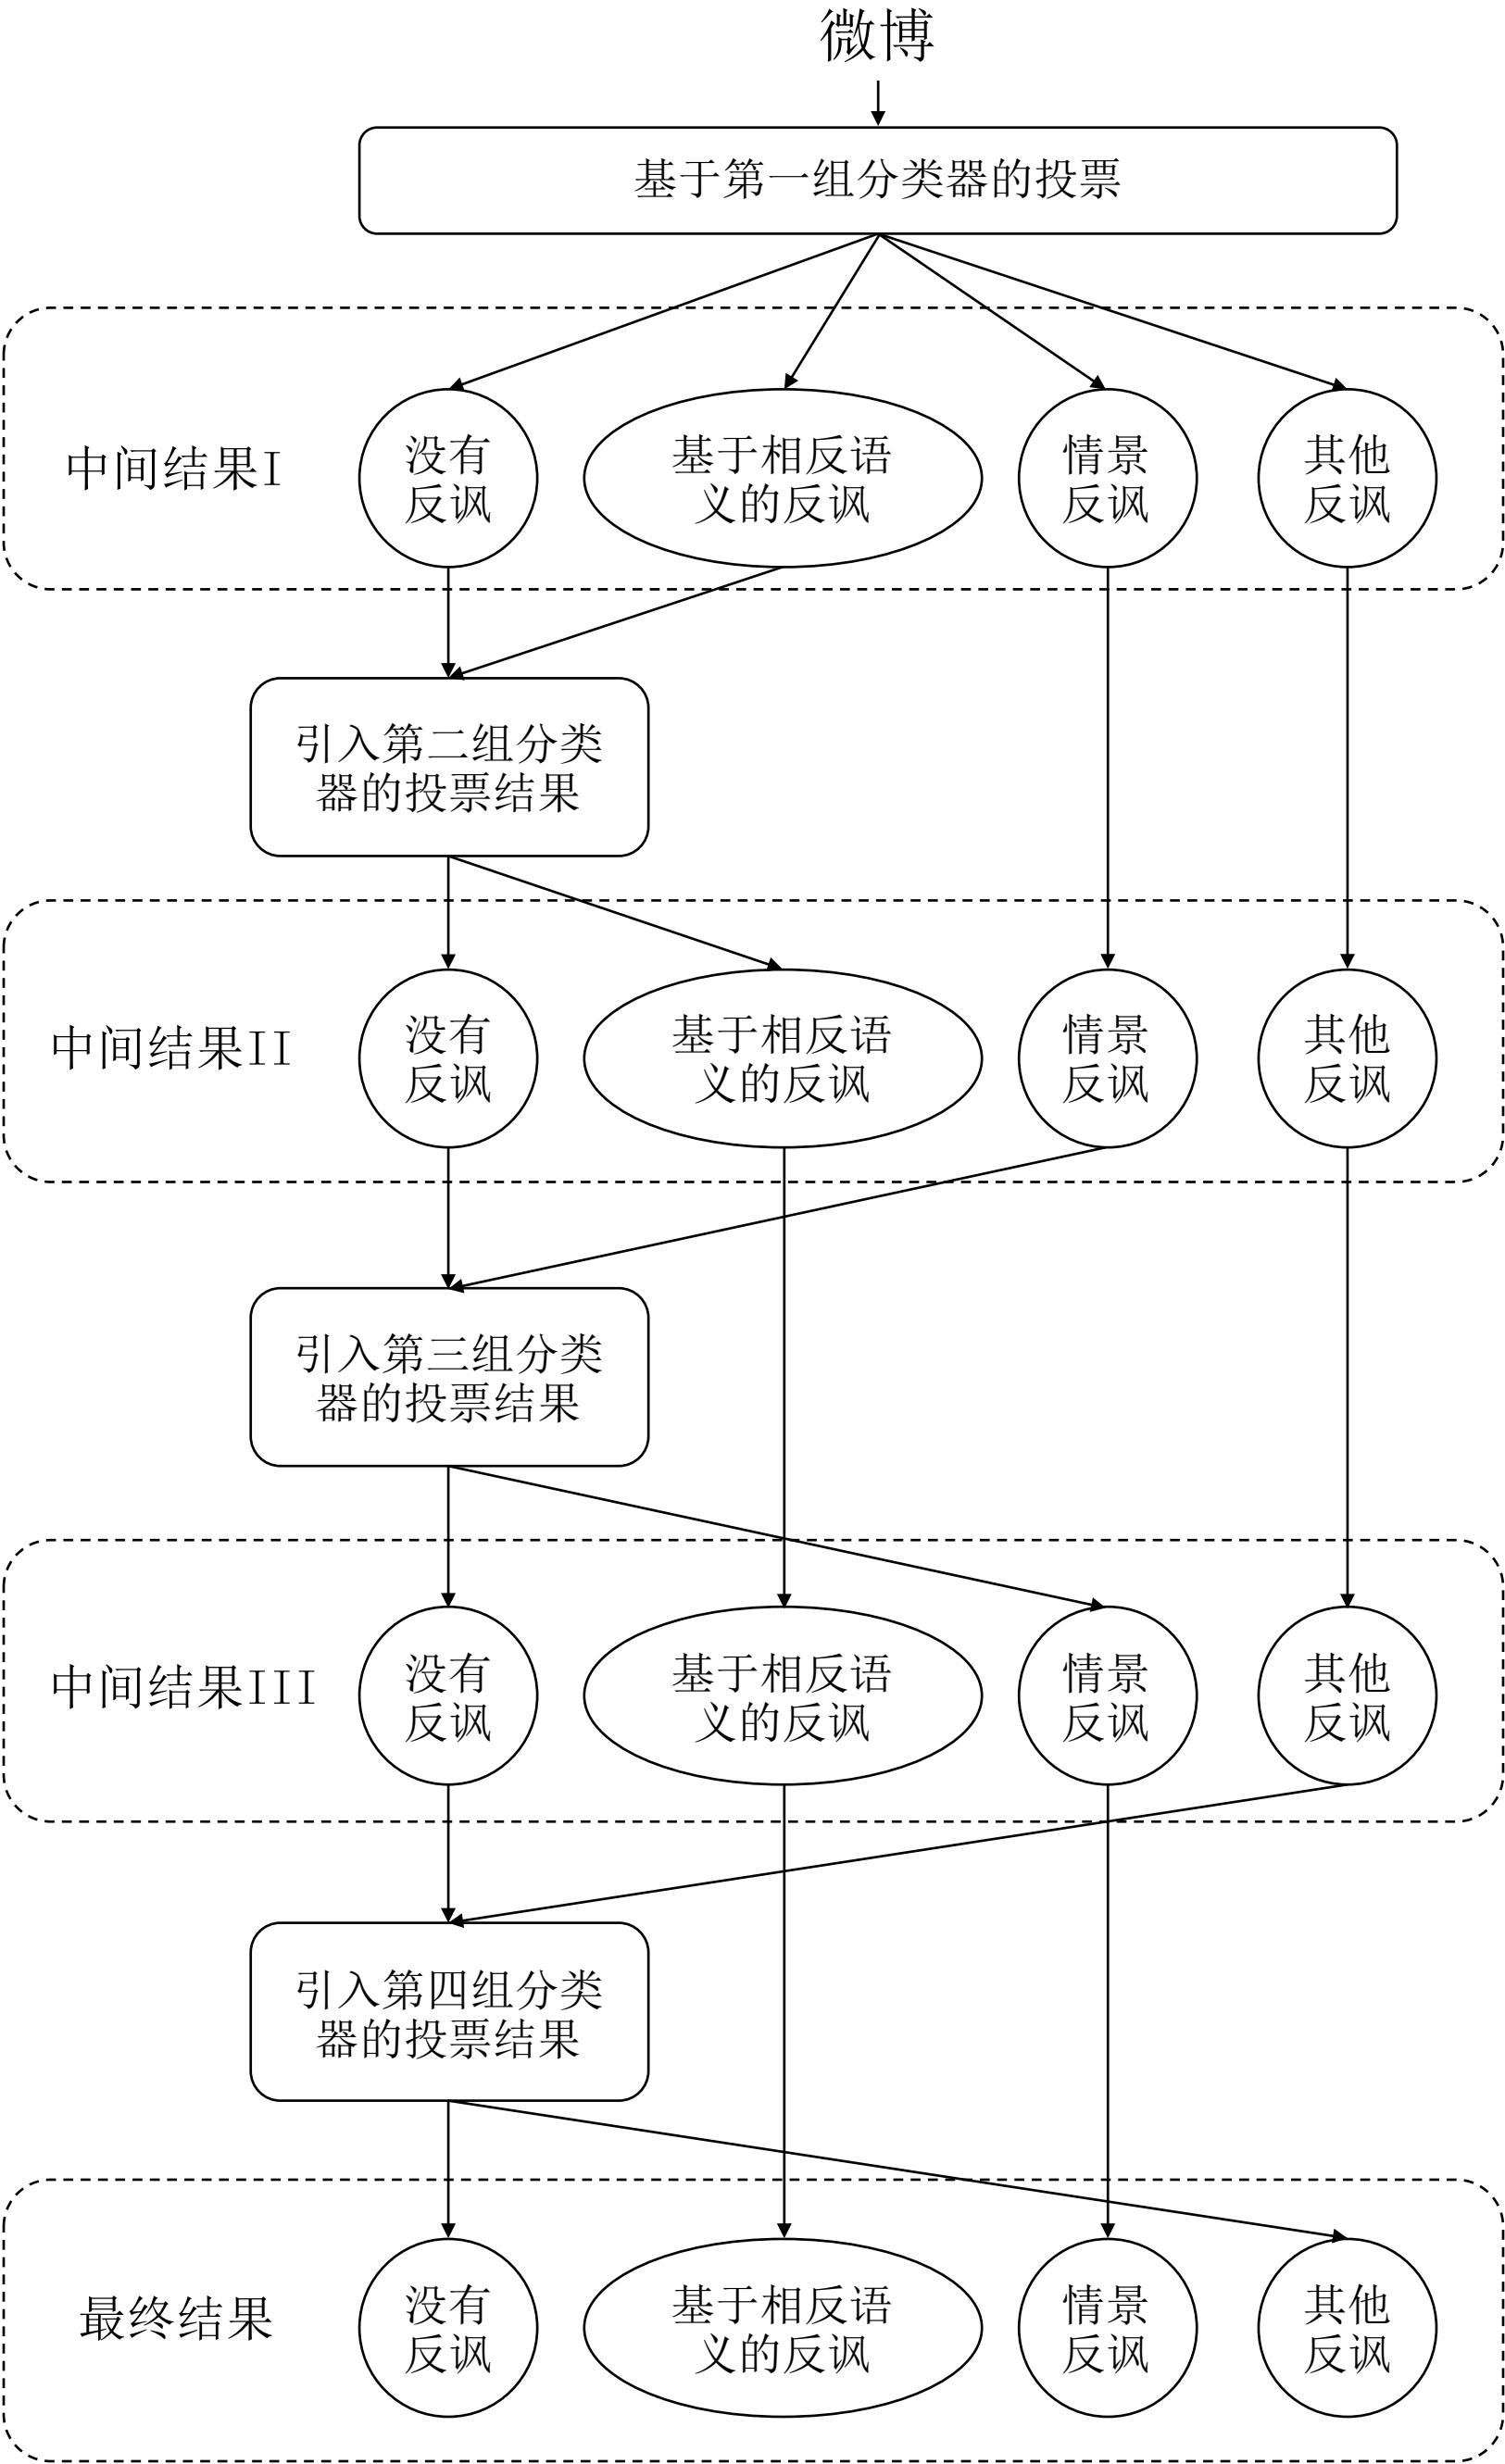 微博
基于第一组分类器的投票
中间结果I
没有
反讽
基于相反语
义的反讽
情景
反讽
其他
反讽
引入第二组分类
器的投票结果
中间结果II
没有
反讽
基于相反语
义的反讽
情景
反讽
其他
反讽
引入第三组分类
器的投票结果
中间结果III
没有
反讽
基于相反语
义的反讽
情景
反讽
其他
反讽
引入第四组分类
器的投票结果
最终结果
没有
反讽
基于相反语
义的反讽
情景
反讽
其他
反讽